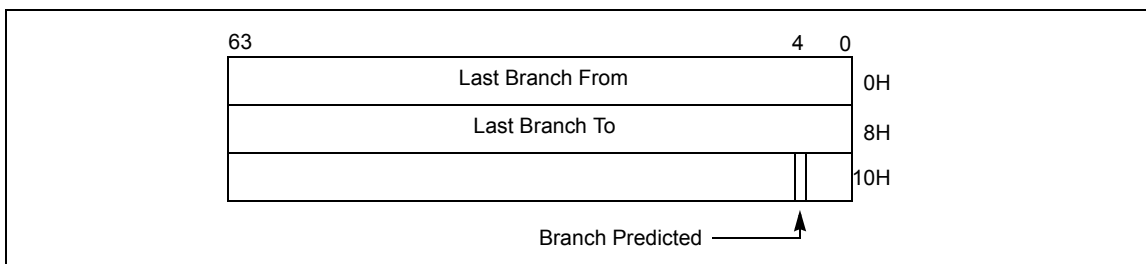 63 4 0
Last Branch From 0H
Last Branch To 8H
10H
Branch Predicted